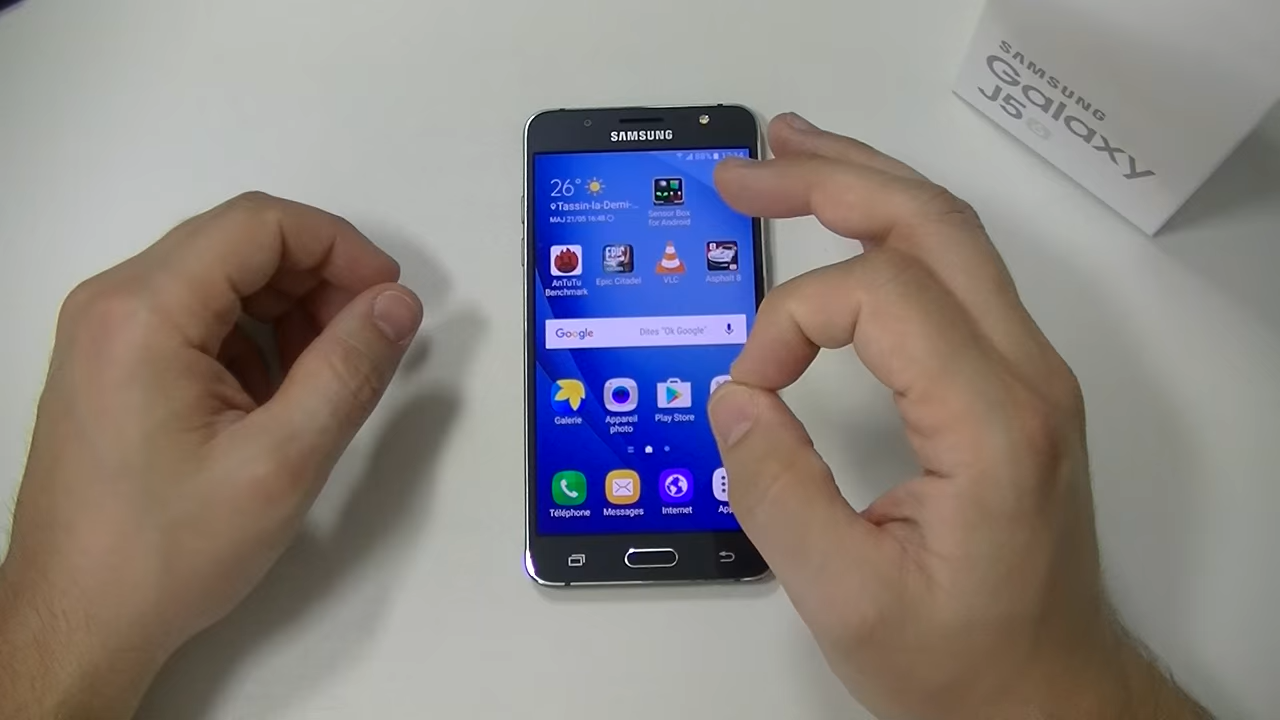 SAMSUNG
Galaxy
J5
SAMSUNG
26°
Tassin-la-Demi-...
MAJ 21/05 16:48
Sensor Box
for Android
AnTuTu
Benchmark
Epic Citadel
VLC
Asphalt 8
Google
Dites "Ok Google"
Galerie
Appareil
photo
Play Store
Téléphone
Messages
Internet